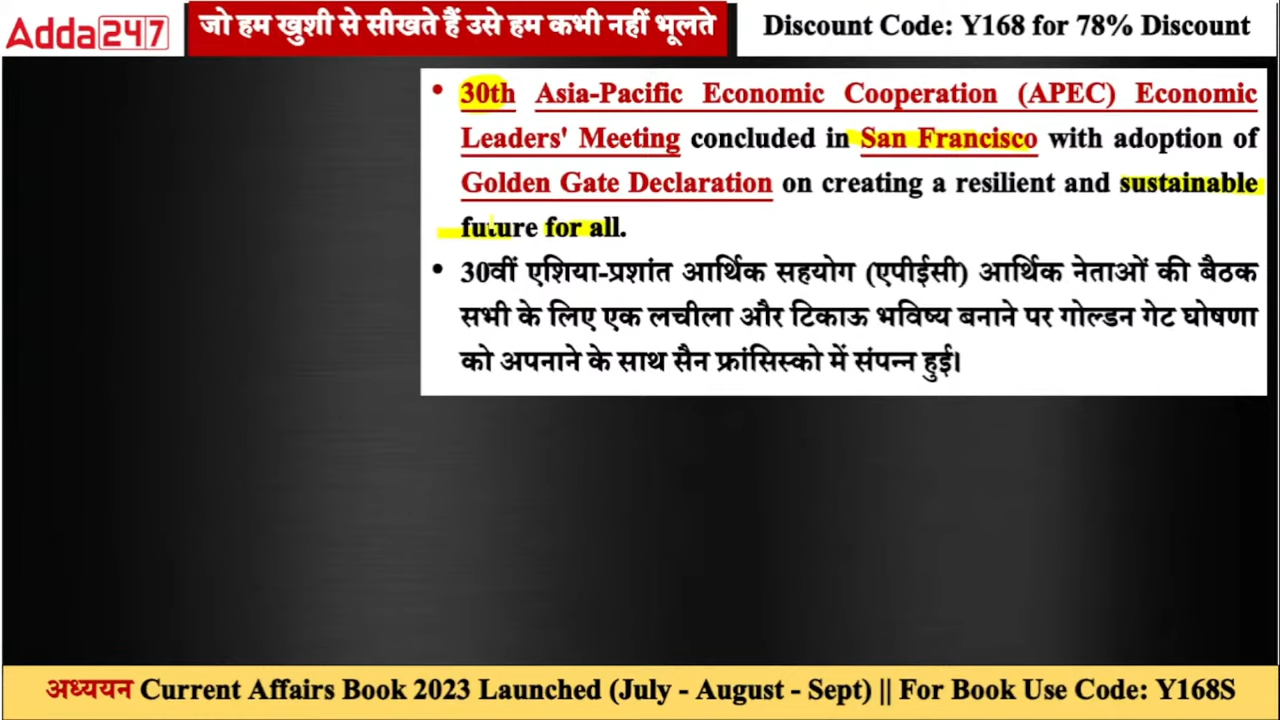 Adda247
जो हम खुशी से सीखते हैं उसे हम कभी नहीं भूलते
Discount Code: Y168 for 78% Discount
• 30th Asia-Pacific Economic Cooperation (APEC) Economic
Leaders' Meeting concluded in San Francisco with adoption of
Golden Gate Declaration on creating a resilient and sustainable
future for all.
• 30वीं एशिया-प्रशांत आर्थिक सहयोग (एपीईसी) आर्थिक नेताओं की बैठक
सभी के लिए एक लचीला और टिकाऊ भविष्य बनाने पर गोल्डन गेट घोषणा
को अपनाने के साथ सैन फ्रांसिस्को में संपन्न हुई।
अध्ययन Current Affairs Book 2023 Launched (July - August - Sept) || For Book Use Code: Y168S